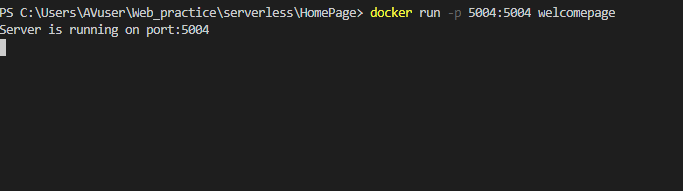 PS C:\Users\AVuser\Web_practice\serverless\HomePage> docker run -p 5004:5004 welcomepage
Server is running on port:5004